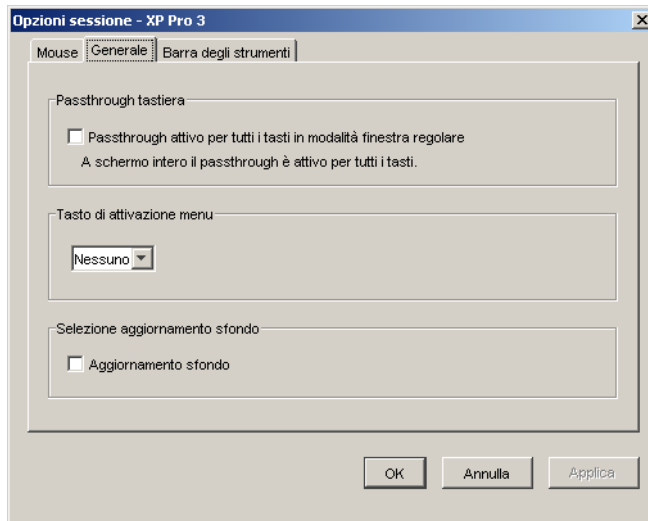 Opzioni sessione - XP Pro 3
Mouse Generale Barra degli strumenti
Passthrough tastiera
Passthrough attivo per tutti i tasti in modalità finestra regolare
A schermo intero il passthrough è attivo per tutti i tasti.
Tasto di attivazione menu
Nessuno
Selezione aggiornamento sfondo
Aggiornamento sfondo
OK Annulla Applica